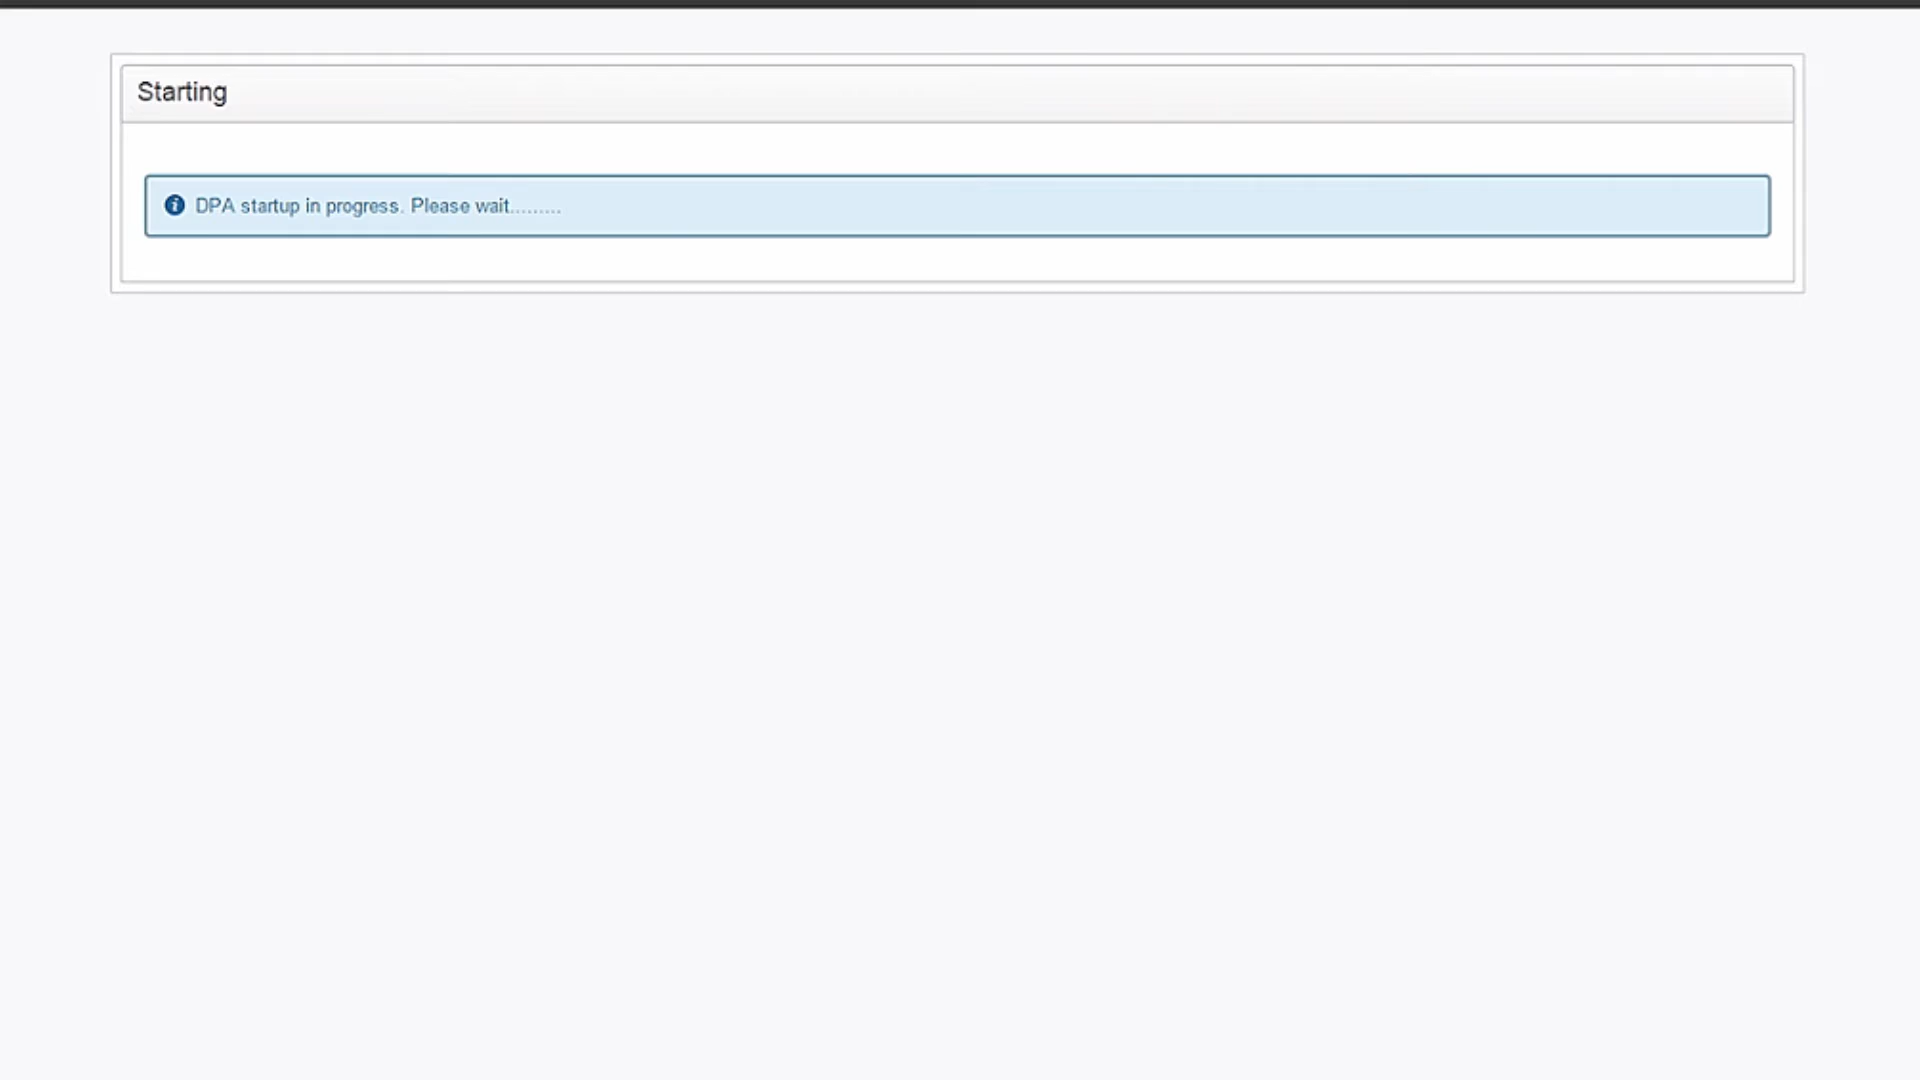 Starting
DPA startup in progress. Please wait.........